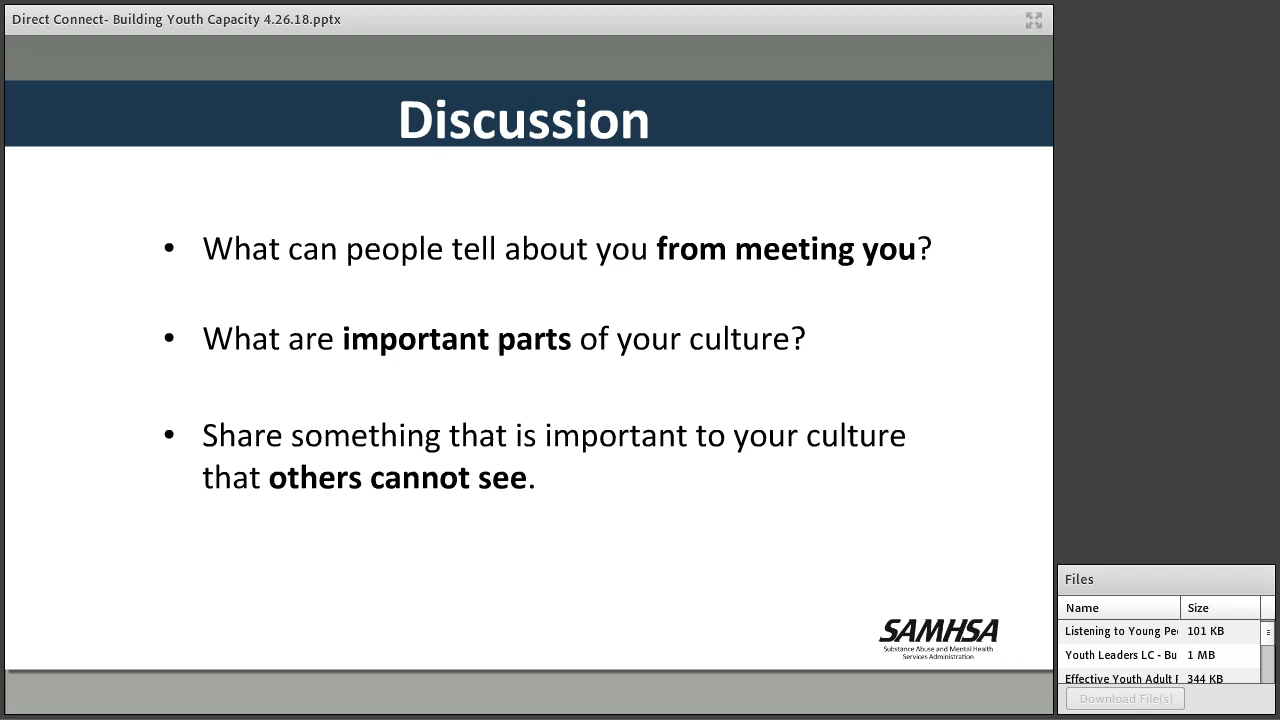 Direct Connect- Building Youth Capacity 4.26.18.pptx
Discussion
• What can people tell about you from meeting you?
• What are important parts of your culture?
• Share something that is important to your culture
that others cannot see.
SAMHSA
Substance Abuse and Mental Health
Services Administration
Files
Name Size
Listening to Young Pe 101 KB
Youth Leaders LC - Bu 1 MB
Effective Youth Adult 344 KB
Download File(s)